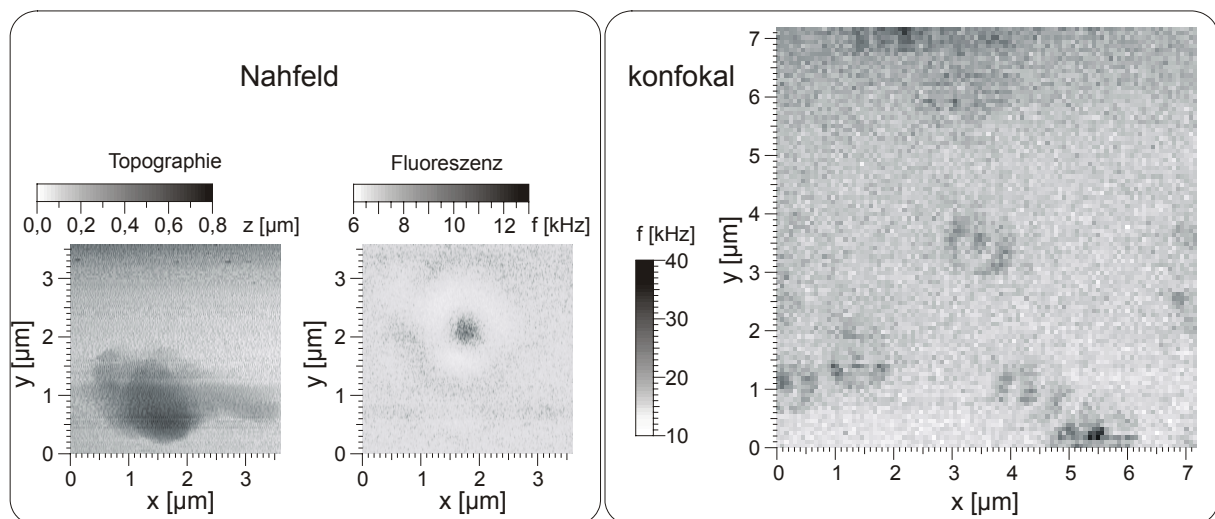 Nahfeld
Topographie
0,0 0,2 0,4 0,6 0,8 z [µm]
Fluoreszenz
6 8 10 12 f [kHz]
y [µm]
3
2
1
0
0 1 2 3
x [µm]
y [µm]
3
2
1
0
0 1 2 3
x [µm]
konfokal
f [kHz]
40
30
20
10
y [µm]
7
6
5
4
3
2
1
0
0 1 2 3 4 5 6 7
x [µm]